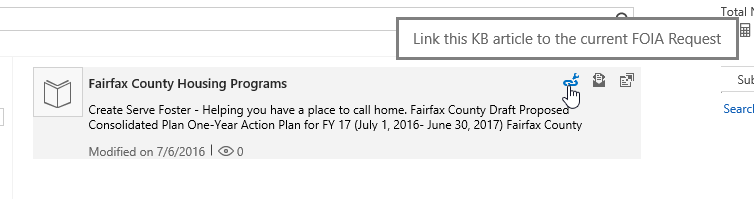 Total
Link this KB article to the current FOIA Request
Fairfax County Housing Programs
Sub
Create Serve Foster - Helping you have a place to call home. Fairfax County Draft Proposed
Search
Consolidated Plan One-Year Action Plan for FY 17 (July 1, 2016- June 30, 2017) Fairfax County
Modified on 7/6/2016 | 0